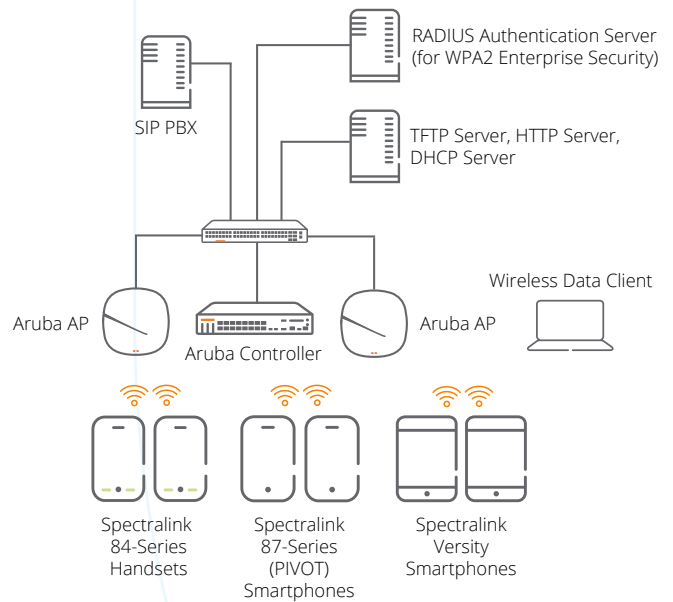 RADIUS Authentication Server
(for WPA2 Enterprise Security)
SIP PBX
TFTP Server, HTTP Server,
DHCP Server
Wireless Data Client
Aruba AP
Aruba Controller
Aruba AP
Spectralink
84-Series
Handsets
Spectralink
87-Series
(PIVOT)
Smartphones
Spectralink
Versity
Smartphones